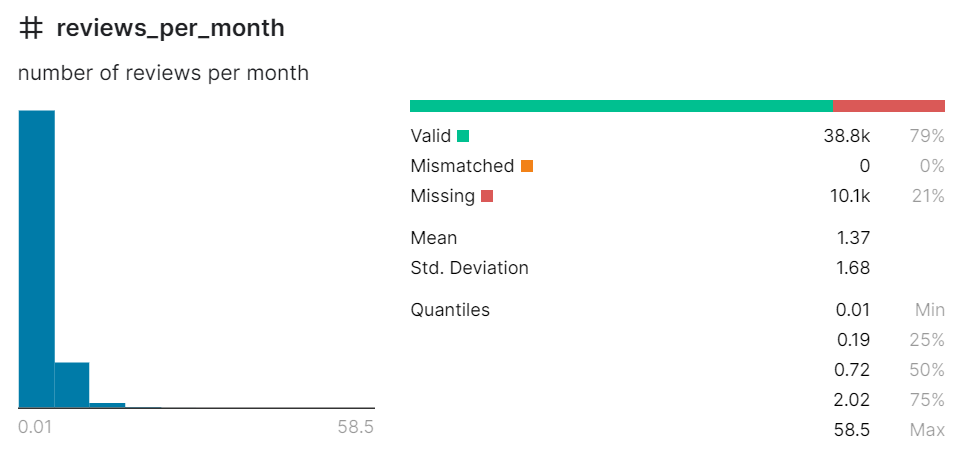 # reviews_per_month
number of reviews per month
Valid 38.8k 79%
Mismatched 0 0%
Missing 10.1k 21%
Mean 1.37
Std. Deviation 1.68
Quantiles 0.01 Min
0.19 25%
0.72 50%
2.02 75%
58.5 Max
0.01 58.5